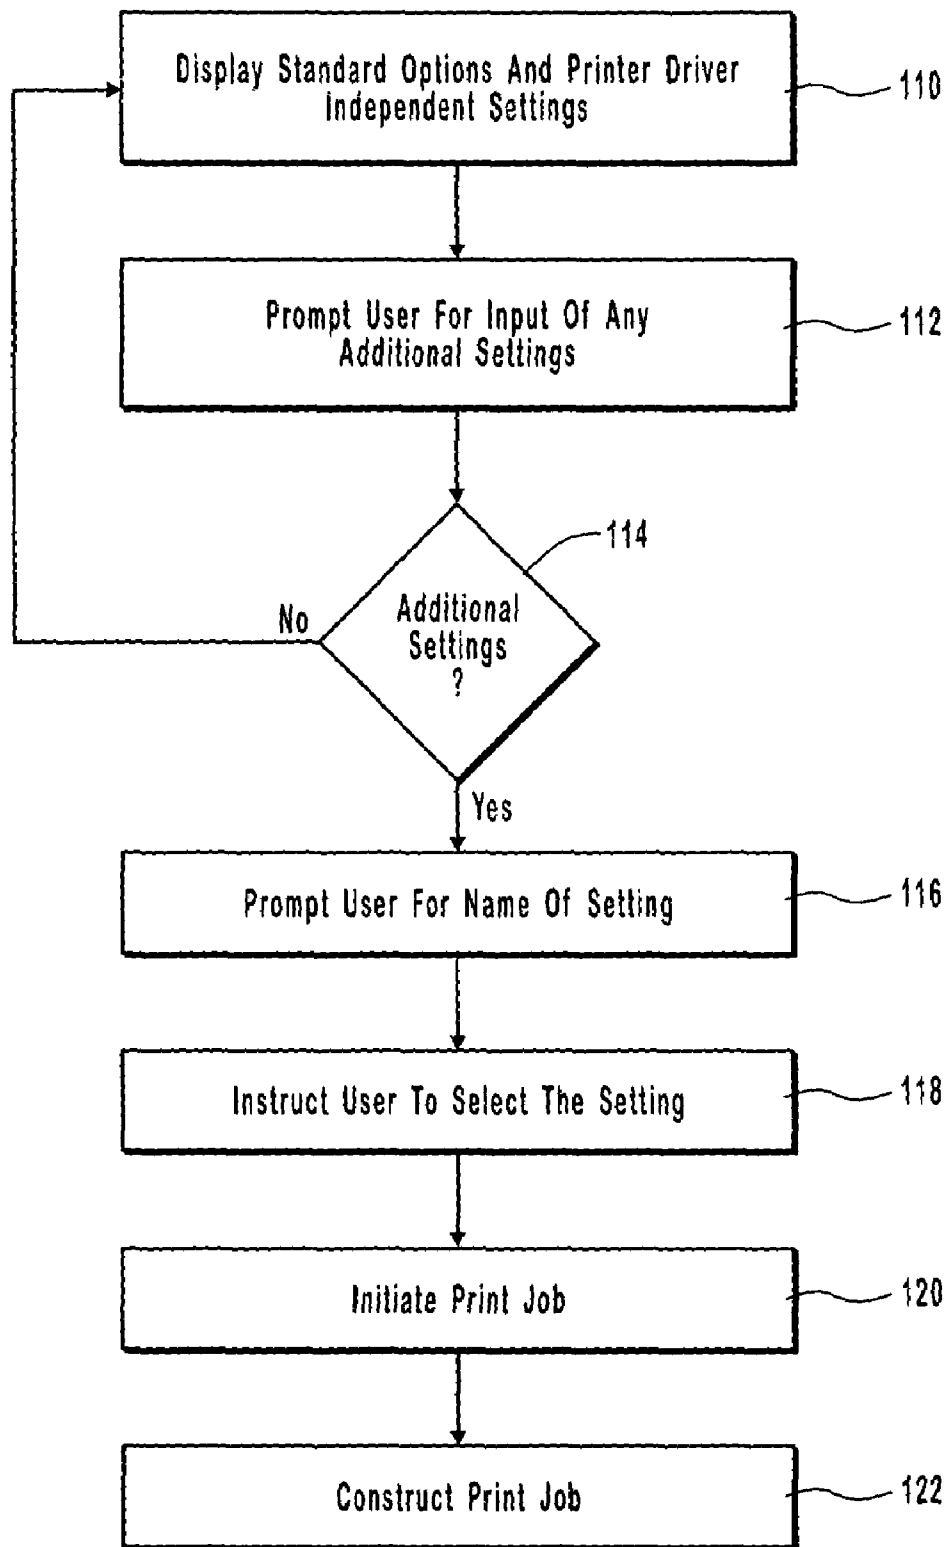 Display Standard Options And Printer Driver
Independent Settings
110
Prompt User For Input Of Any
Additional Settings
112
114
Additional
Settings
?
No
Yes
Prompt User For Name Of Setting
116
Instruct User To Select The Setting
118
Initiate Print Job
120
Construct Print Job
122